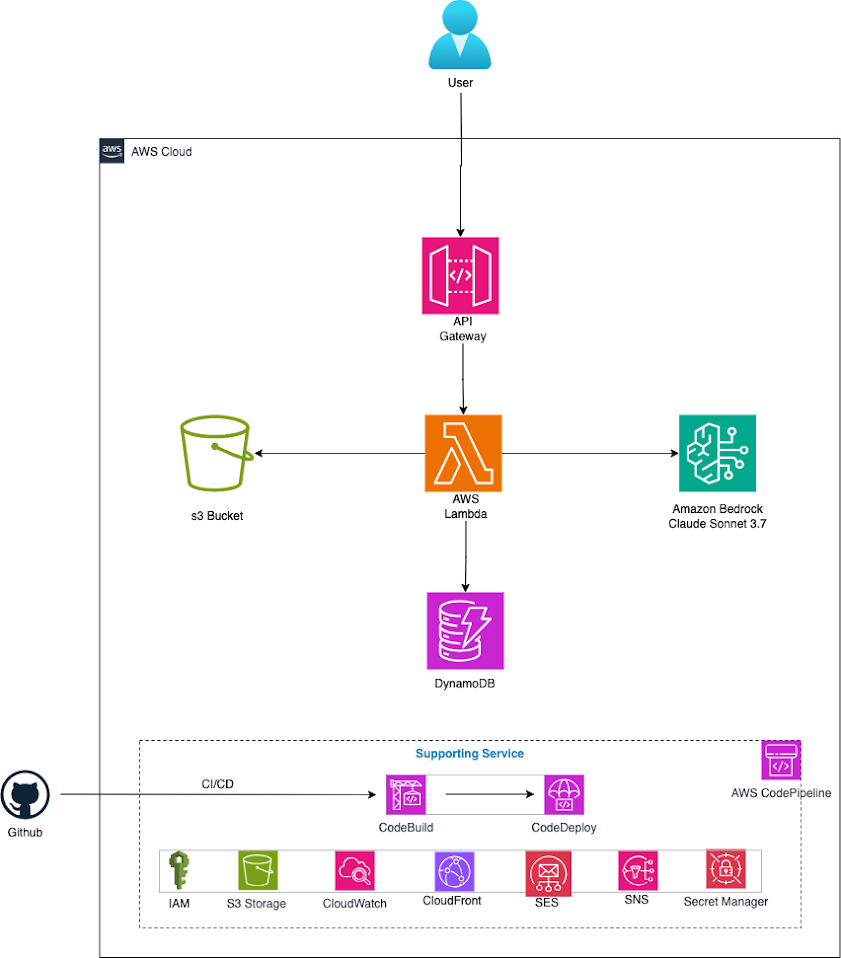 User
aws
AWS Cloud
API
Gateway
AWS
Lambda
s3 Bucket
Amazon Bedrock
Claude Sonnet 3.7
DynamoDB
Supporting Service
AWS CodePipeline
CI/CD
Github
CodeBuild
CodeDeploy
IAM
S3 Storage
CloudWatch
CloudFront
SES
SNS
Secret Manager